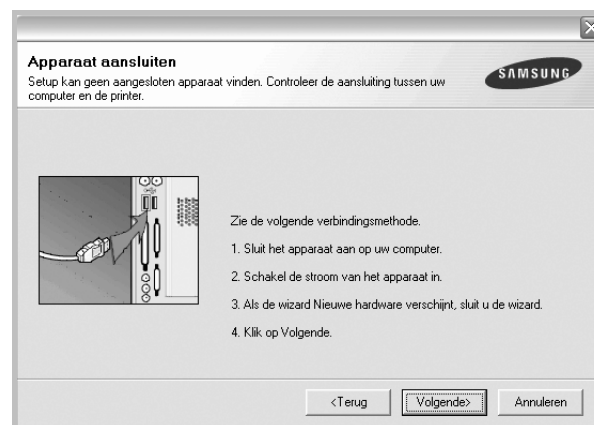 Apparaat aansluiten
Setup kan geen aangesloten apparaat vinden. Controleer de aansluiting tussen uw
computer en de printer.
SAMSUNG
Zie de volgende verbindingsmethode.
1. Sluit het apparaat aan op uw computer.
2. Schakel de stroom van het apparaat in.
3. Als de wizard Nieuwe hardware verschijnt, sluit u de wizard.
4. Klik op Volgende.
<Terug
Volgende>
Annuleren